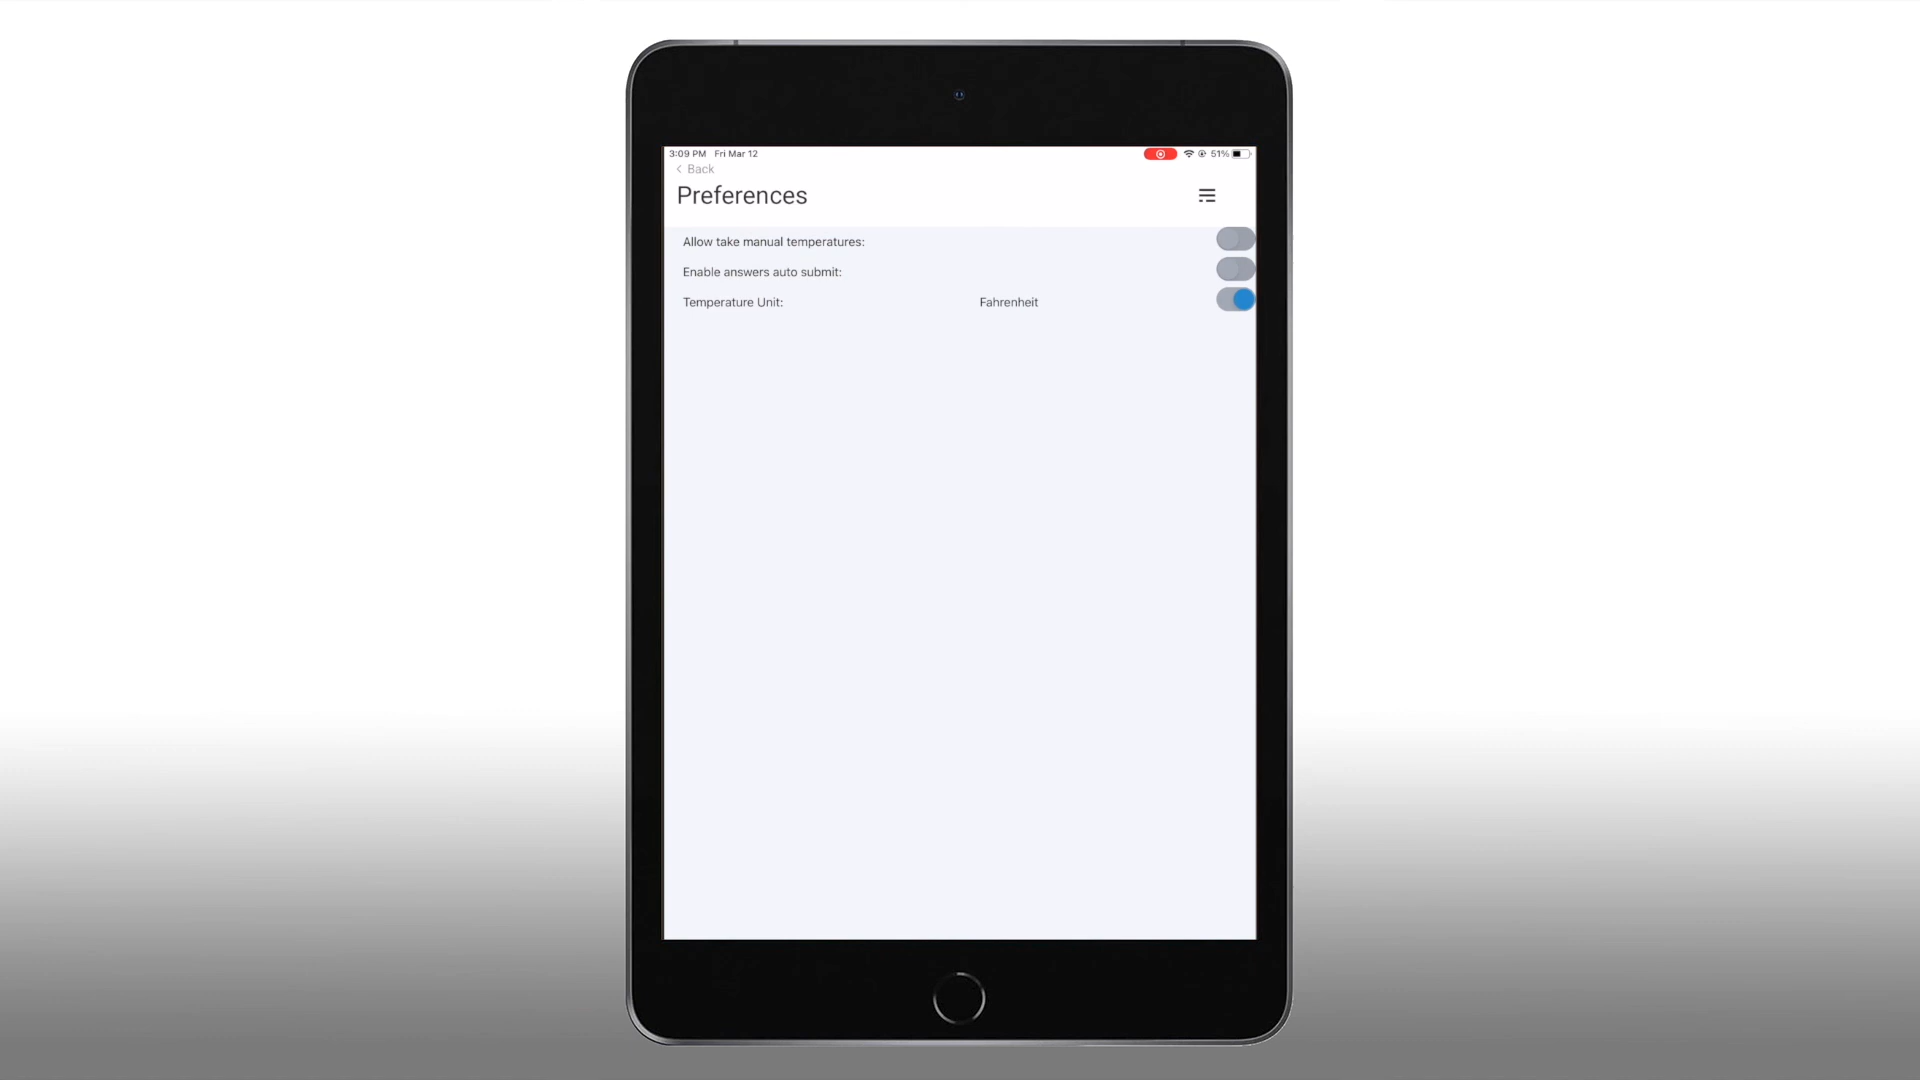 3:09 PM Fri Mar 12 51%
Back
Preferences
Allow take manual temperatures:
Enable answers auto submit:
Temperature Unit: Fahrenheit